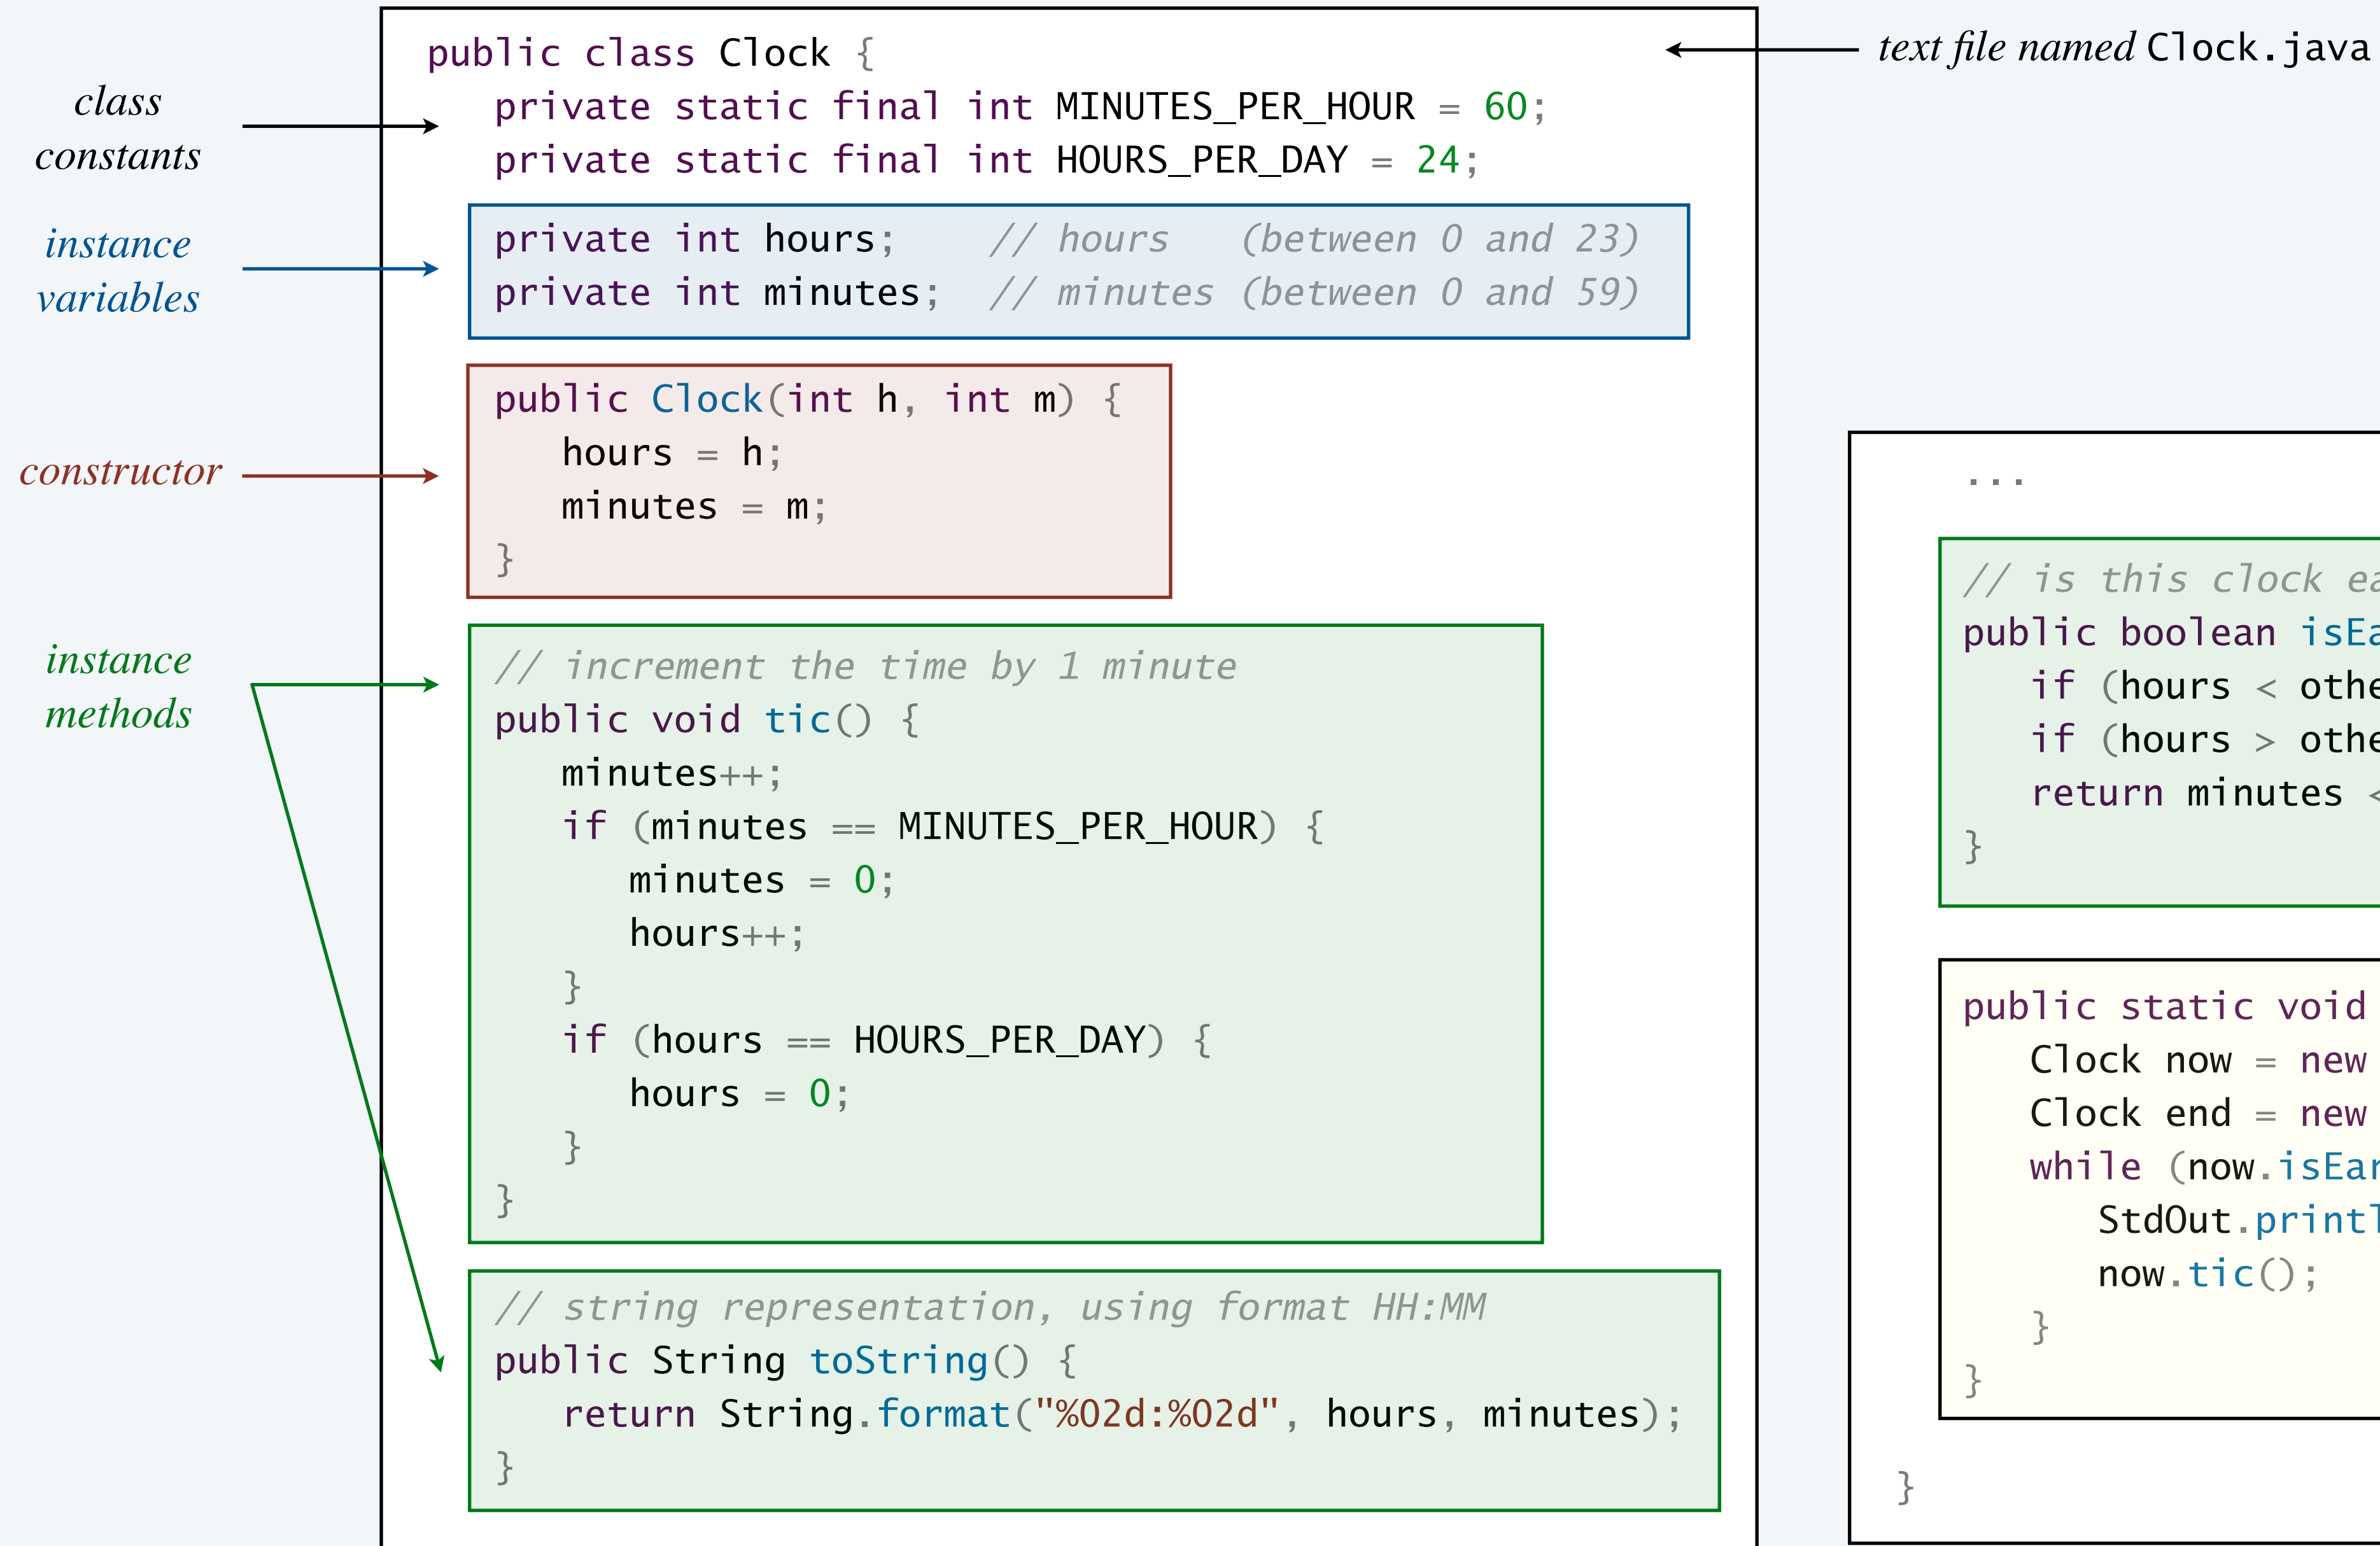 class
constants
instance
variables
constructor
instance
methods
public class Clock {
private static final int MINUTES_PER_HOUR = 60;
private static final int HOURS_PER_DAY = 24;
private int hours; // hours (between 0 and 23)
private int minutes; // minutes (between 0 and 59)
public Clock(int h, int m) {
hours = h;
minutes = m;
}
// increment the time by 1 minute
public void tic() {
minutes++;
if (minutes == MINUTES_PER_HOUR) {
minutes = 0;
hours++;
}
if (hours == HOURS_PER_DAY) {
hours = 0;
}
}
// string representation, using format HH:MM
public String toString() {
return String.format("%02d:%02d", hours, minutes);
}
text file named Clock.java
...
// is this clock
public boolean
if (hours <
if (hours >
return minutes <
}
public static void
Clock now = new
Clock end = new
while (now.
StdOut.
now.tic();
}
}
}